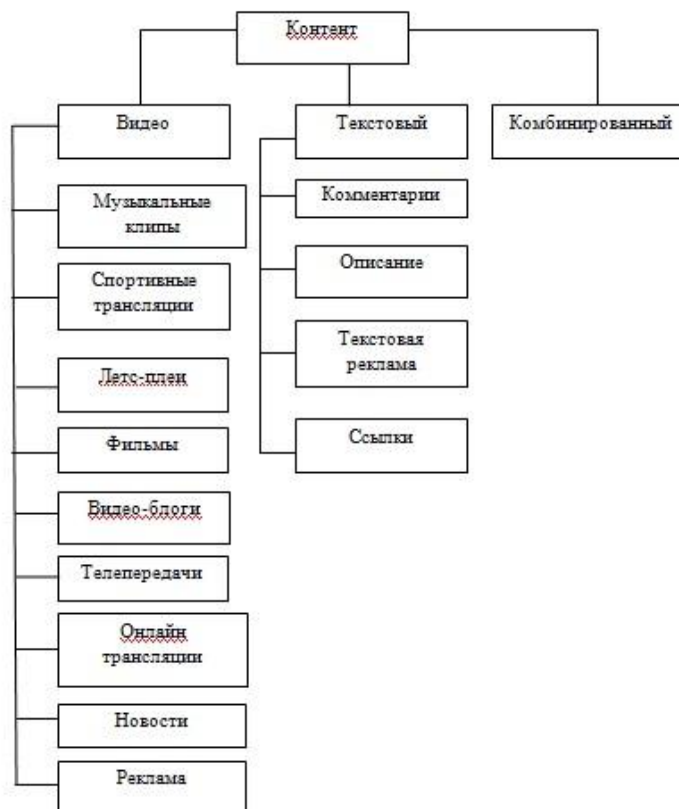 Контент
Видео
Текстовый
Комбинированный
Музыкальные
клипы
Спортивные
трансляции
Летс-плеи
Фильмы
Видео-блоги
Телепередачи
Онлайн
трансляции
Новости
Реклама
Комментарии
Описание
Текстовая
реклама
Ссылки